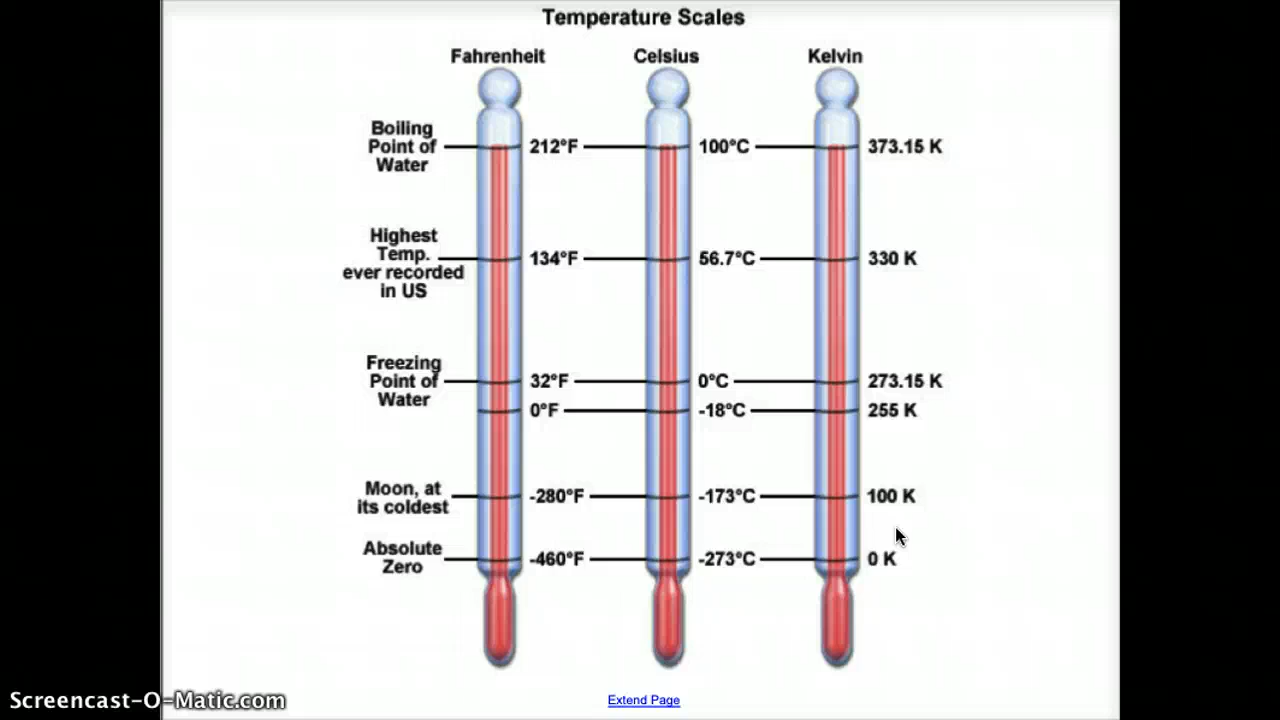 Temperature Scales
Fahrenheit Celsius Kelvin
Boiling
Point of
Water
212°F 100°C 373.15 K
Highest
Temp.
ever recorded
in US
134°F 56.7°C 330 K
Freezing
Point of
Water
32°F 0°C 273.15 K
0°F -18°C 255 K
Moon, at
its coldest
-280°F -173°C 100 K
Absolute
Zero
-460°F -273°C 0 K
Extend Page
Screencast-O-Matic.com